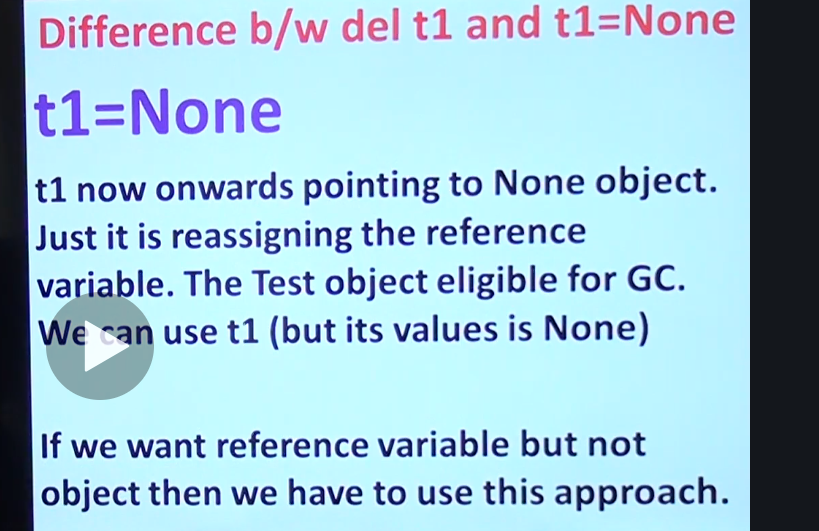 Difference b/w del t1 and t1=None
t1=None
t1 now onwards pointing to None object.
Just it is reassigning the reference
variable. The Test object eligible for GC.
We can use t1 (but its values is None)
If we want reference variable but not
object then we have to use this approach.